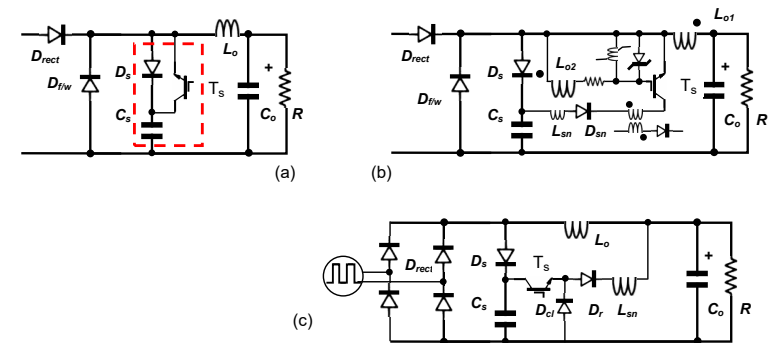 L_o
D_rect
D_f/w
D_s
T_s
C_s
+
C_o
R
(a)
L_o1
D_rect
D_f/w
D_s
L_o2
T_s
+
C_s
L_sn
D_sn
C_o
R
(b)
L_o
D_rect
D_s
T_s
+
C_s
D_cl
D_r
L_sn
C_o
R
(c)